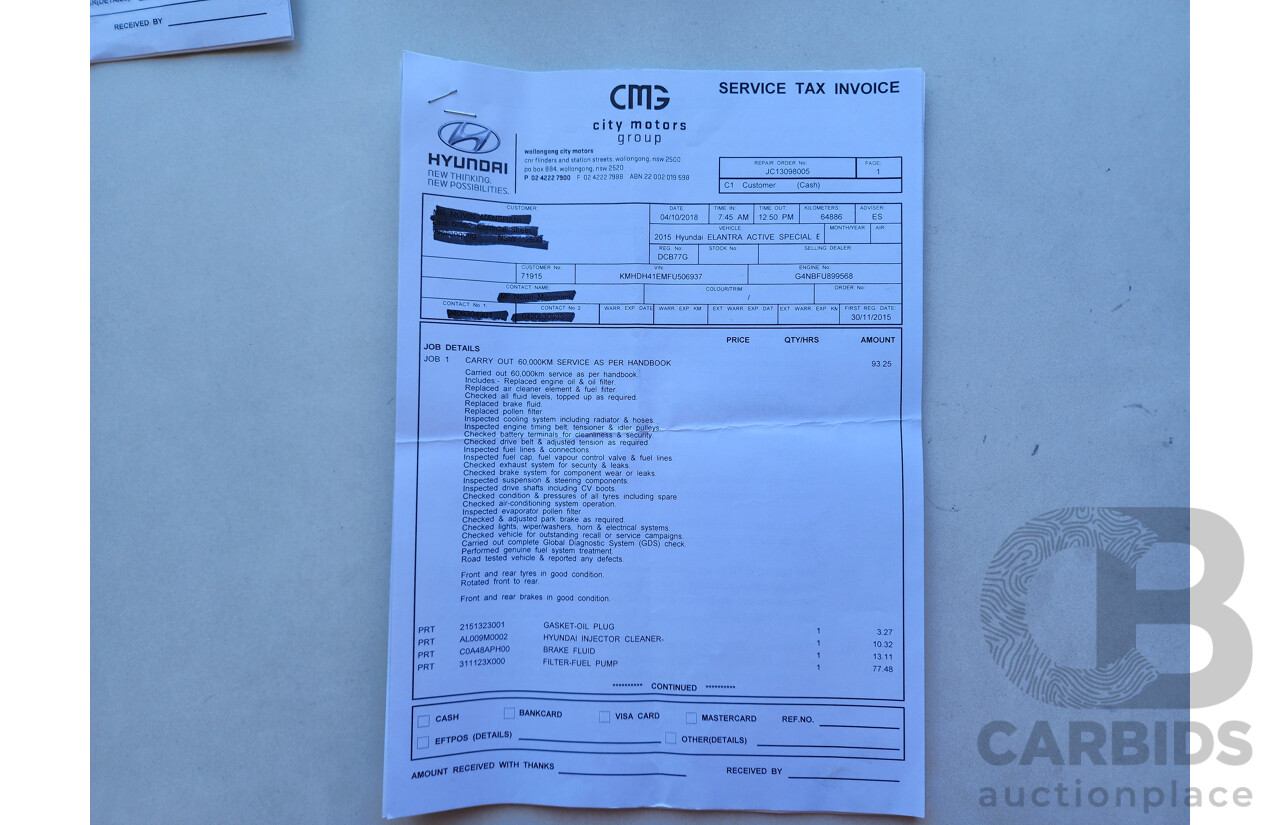 RECEIVED BY
CMG
city motors
group
SERVICE TAX INVOICE
HYUNDAI
NEW THINKING.
NEW POSSIBILITIES.
wollongong city motors
cnr flinders and station streets, wollongong, nsw 2500
po box 884, wollongong, nsw 2520
P 02 4222 7900 F 02 4222 7988 ABN 22 002 019 598
REPAIR ORDER No: PAGE:
JC13098005 1
C1 Customer (Cash)
CUSTOMER: DATE: TIME IN: TIME OUT: KILOMETERS: ADVISER:
04/10/2018 7:45 AM 12:50 PM 64886 ES
VEHICLE MONTH/YEAR AIR
2015 Hyundai ELANTRA ACTIVE SPECIAL E
REG. No: STOCK No: SELLING DEALER:
DCB77G
CUSTOMER No: VIN: ENGINE No:
71915 KMHDH41EMFU506937 G4NBFU899568
CONTACT NAME: COLOUR/TRIM ORDER No:
/
CONTACT No 1: CONTACT No 2: WARR. EXP. DATE WARR. EXP KM EXT WARR. EXP. DAT EXT WARR. EXP KM FIRST REG. DATE:
30/11/2015
JOB DETAILS PRICE QTY/HRS AMOUNT
JOB 1 CARRY OUT 60,000KM SERVICE AS PER HANDBOOK 93.25
Carried out 60,000km service as per handbook.
Includes:- Replaced engine oil & oil filter.
Replaced air cleaner element & fuel filter.
Checked all fluid levels, topped up as required.
Replaced brake fluid.
Replaced pollen filter
Inspected cooling system including radiator & hoses.
Inspected engine timing belt, tensioner & idler pulleys.
Checked battery terminals for cleanliness & security.
Checked drive belt & adjusted tension as required
Inspected fuel lines & connections
Inspected fuel cap, fuel vapour control valve & fuel lines
Checked exhaust system for security & leaks.
Checked brake system for component wear or leaks.
Inspected suspension & steering components.
Inspected drive shafts including CV boots.
Checked condition & pressures of all tyres including spare
Checked air-conditioning system operation.
Inspected evaporator pollen filter
Checked & adjusted park brake as required.
Checked lights, wiper/washers, horn & electrical systems.
Checked vehicle for outstanding recall or service campaigns.
Carried out complete Global Diagnostic System (GDS) check.
Performed genuine fuel system treatment.
Road tested vehicle & reported any defects.
Front and rear tyres in good condition.
Rotated front to rear.
Front and rear brakes in good condition.
PRT 2151323001 GASKET-OIL PLUG 1 3.27
PRT AL009M0002 HYUNDAI INJECTOR CLEANER- 1 10.32
PRT C0A48APH00 BRAKE FLUID 1 13.11
PRT 311123X000 FILTER-FUEL PUMP 1 77.48
********** CONTINUED **********
CASH BANKCARD VISA CARD MASTERCARD REF.NO.
EFTPOS (DETAILS) OTHER(DETAILS)
AMOUNT RECEIVED WITH THANKS RECEIVED BY
CB
CARBIDS
auctionplace